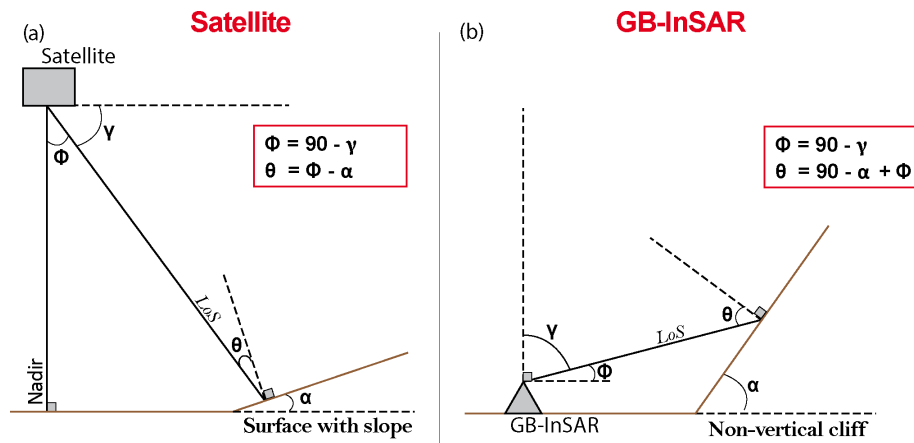 Satellite
(a)
Satellite
γ
Φ
Φ = 90 - γ
θ = Φ - α
LoS
θ
Nadir
α
Surface with slope
GB-InSAR
(b)
Φ = 90 - γ
θ = 90 - α + Φ
θ
γ
LoS
Φ
α
GB-InSAR
Non-vertical cliff